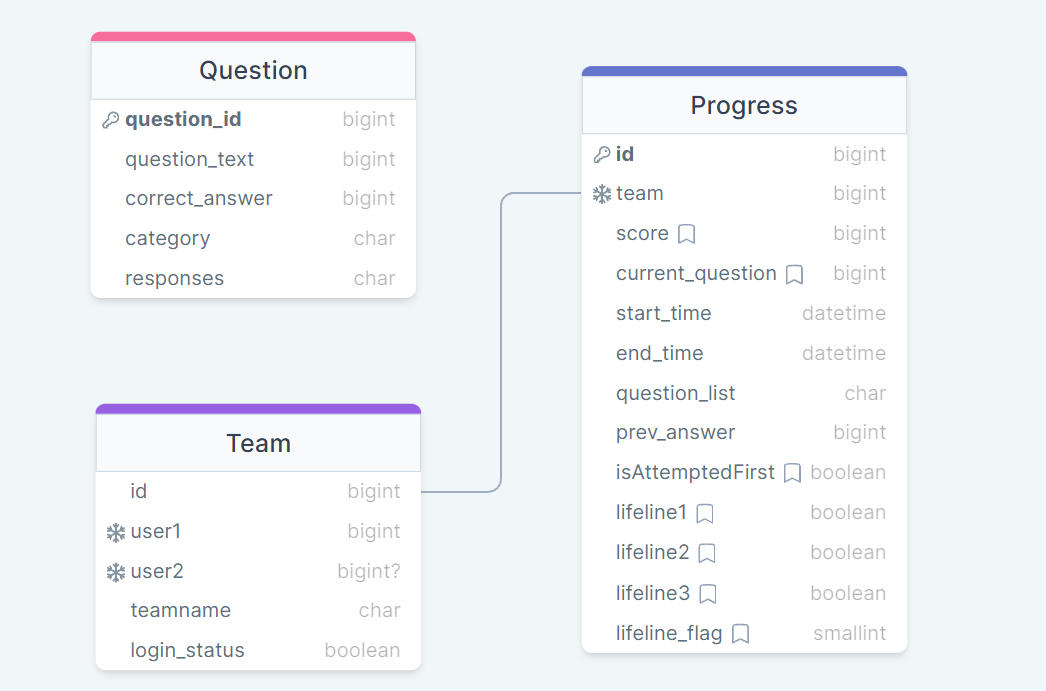 Question
question_id bigint
question_text bigint
correct_answer bigint
category char
responses char
Team
id bigint
user1 bigint
user2 bigint?
teamname char
login_status boolean
Progress
id bigint
team bigint
score bigint
current_question bigint
start_time datetime
end_time datetime
question_list char
prev_answer bigint
isAttemptedFirst boolean
lifeline1 boolean
lifeline2 boolean
lifeline3 boolean
lifeline_flag smallint